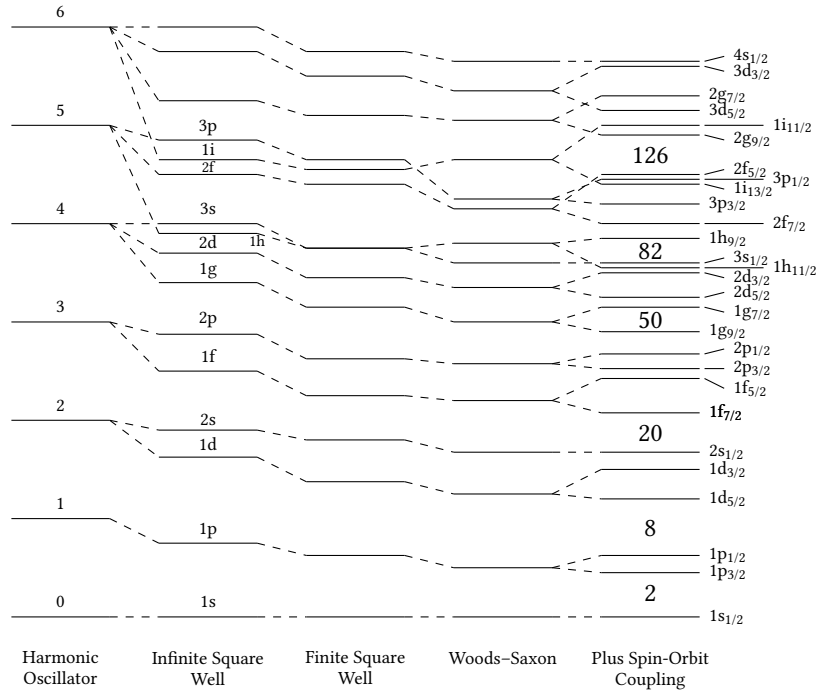 6
4s1/2
3d3/2
2g7/2
3d5/2
5
3p
1i11/2
2g9/2
1i
126
2f
2f5/2
3p1/2
1i13/2
3p3/2
4
3s
2f7/2
2d
1h
1h9/2
82
3s1/2
1h11/2
1g
2d3/2
2d5/2
3
1g7/2
2p
50
1g9/2
2p1/2
1f
2p3/2
1f5/2
2
1f7/2
2s
20
1d
2s1/2
1d3/2
1
1d5/2
1p
8
1p1/2
1p3/2
0
1s
2
1s1/2
Harmonic Oscillator
Infinite Square Well
Finite Square Well
Woods–Saxon
Plus Spin-Orbit Coupling